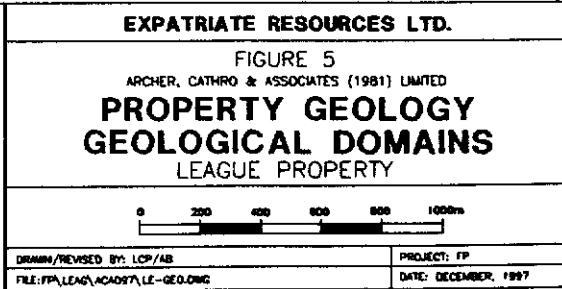 EXPATRIATE RESOURCES LTD.
FIGURE 5
ARCHER, CATHRO & ASSOCIATES (1981) LIMITED
PROPERTY GEOLOGY
GEOLOGICAL DOMAINS
LEAGUE PROPERTY
0 200 400 600 800 1000m
DRAWN/REVISED BY: LCP/AB PROJECT: FP
FILE:FP\LEAG\ACAD97\LE-GEO.DWG DATE: DECEMBER, 1997